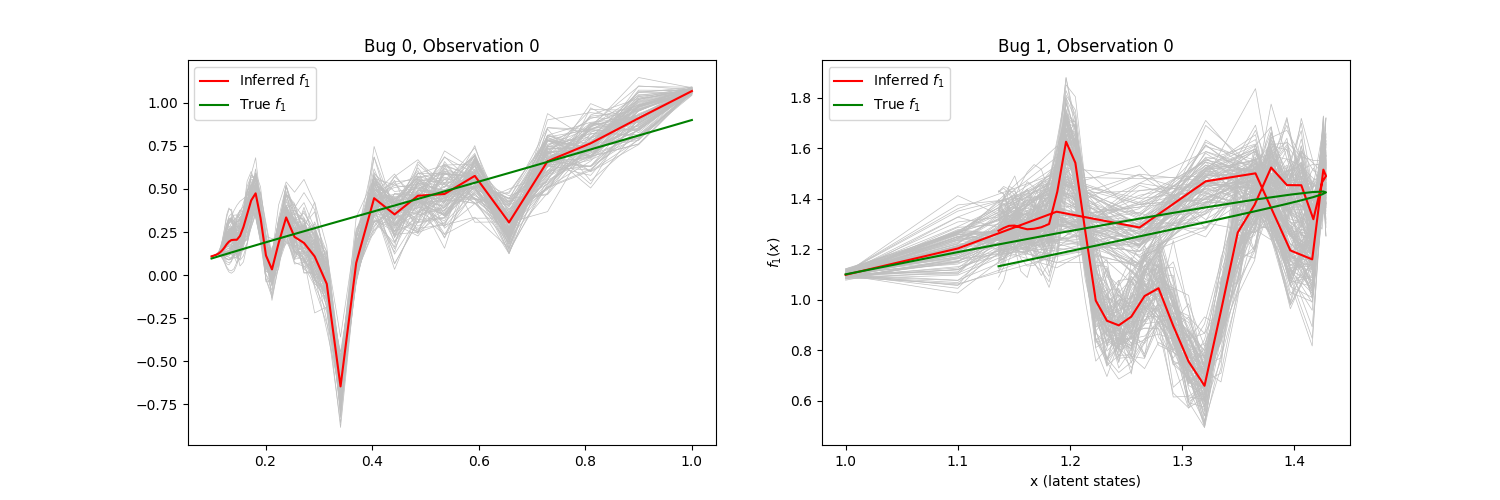 Bug 0, Observation 0
Inferred f₁
True f₁
1.00
0.75
0.50
0.25
0.00
−0.25
−0.50
−0.75
0.2 0.4 0.6 0.8 1.0
Bug 1, Observation 0
Inferred f₁
True f₁
f₁(x)
1.8
1.6
1.4
1.2
1.0
0.8
0.6
1.0 1.1 1.2 1.3 1.4
x (latent states)